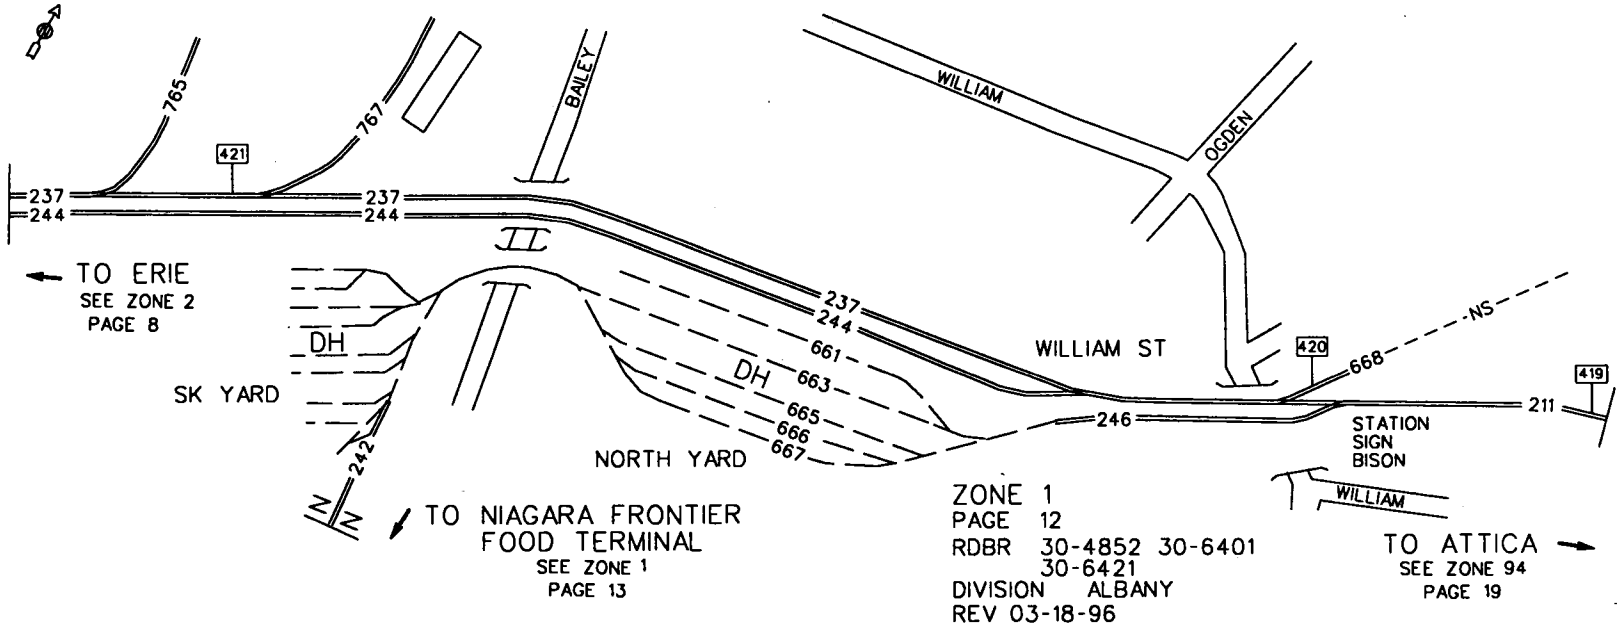 765
767
421
BAILEY
WILLIAM
OGDEN
237
237
244
244
TO ERIE
SEE ZONE 2
PAGE 8
DH
SK YARD
242
Z
Z
TO NIAGARA FRONTIER
FOOD TERMINAL
SEE ZONE 1
PAGE 13
237
244
661
DH
663
665
666
667
NORTH YARD
WILLIAM ST
420
668
NS
419
246
211
STATION
SIGN
BISON
WILLIAM
ZONE 1
PAGE 12
RDBR 30-4852 30-6401
30-6421
DIVISION ALBANY
REV 03-18-96
TO ATTICA
SEE ZONE 94
PAGE 19